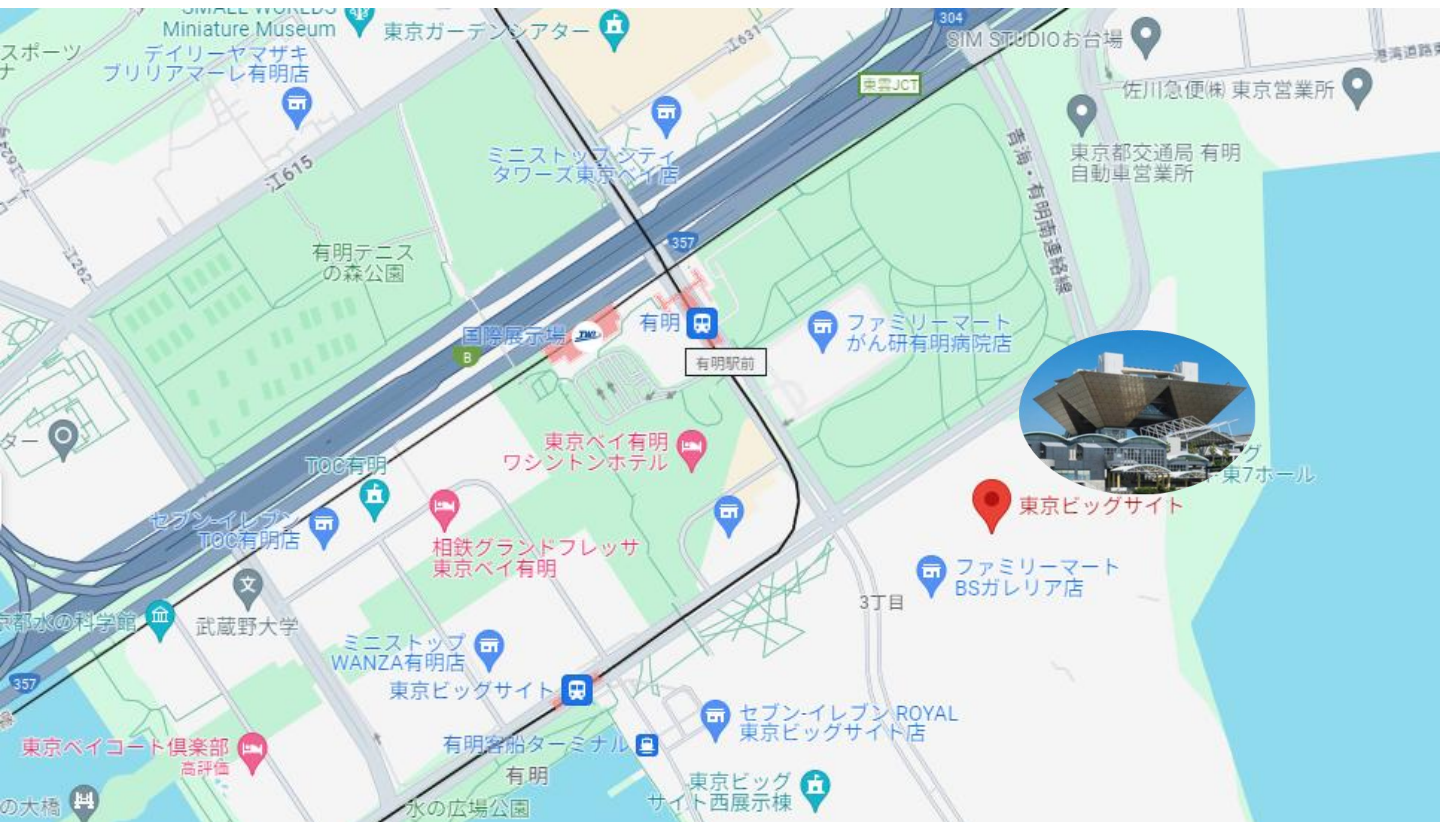 SMALL WORLDS
Miniature Museum
東京ガーデンシアター
304
SIM STUDIOお台場
江631
スポーツ
ナ
デイリーヤマザキ
ブリリアマーレ有明店
東雲JCT
佐川急便㈱ 東京営業所
ミニストップ シティ
タワーズ東京ベイ店
東京都交通局 有明
自動車営業所
青海・有明南連絡線
江615
江262
有明テニス
の森公園
357
国際展示場
TWR
有明
有明駅前
B
ファミリーマート
がん研有明病院店
ター
東京ベイ有明
ワシントンホテル
TOC有明
グ
東7ホール
東京ビッグサイト
セブン-イレブン
TOC有明店
相鉄グランドフレッサ
東京ベイ有明
文
ファミリーマート
BSガレリア店
3丁目
京都水の科学館
武蔵野大学
ミニストップ
WANZA有明店
東京ビッグサイト
357
セブン-イレブン ROYAL
東京ビッグサイト店
東京ベイコート倶楽部
高評価
有明客船ターミナル
有明
東京ビッグ
サイト西展示棟
の大橋
水の広場公園